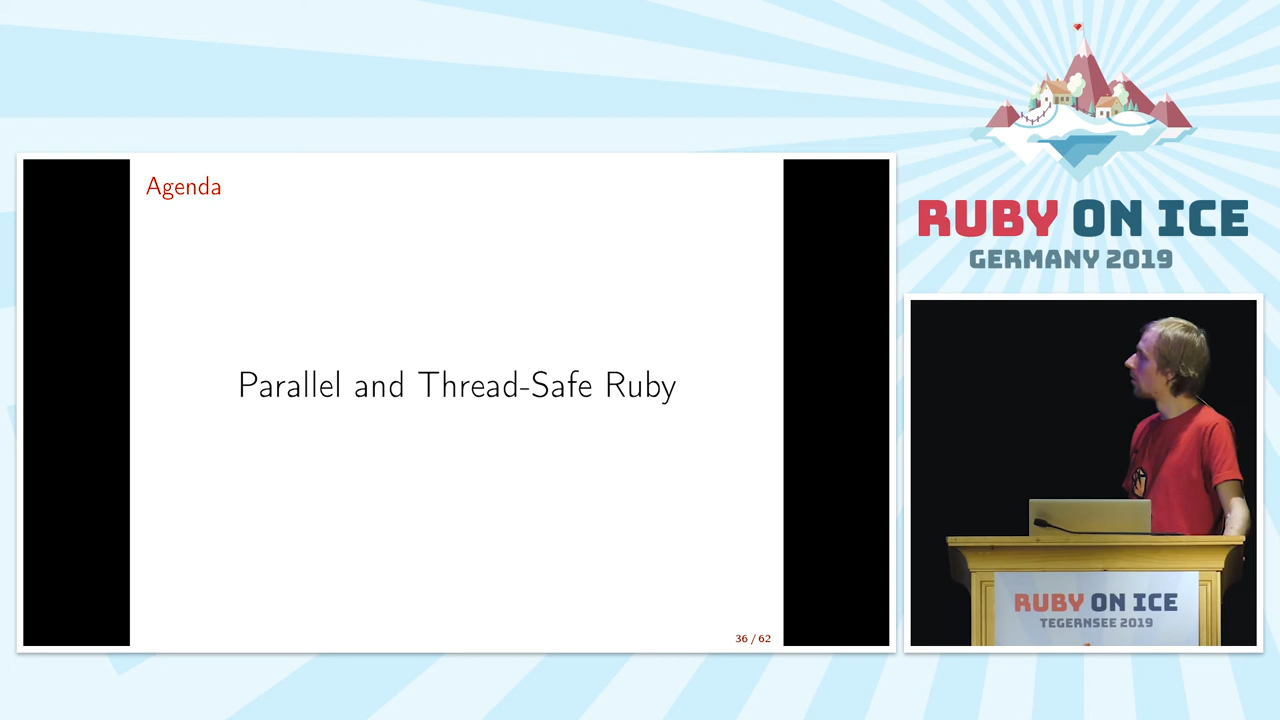 Agenda
Parallel and Thread-Safe Ruby
36 / 62
RUBY ON ICE
GERMANY 2019
RUBY ON ICE
TEGERNSEE 2019